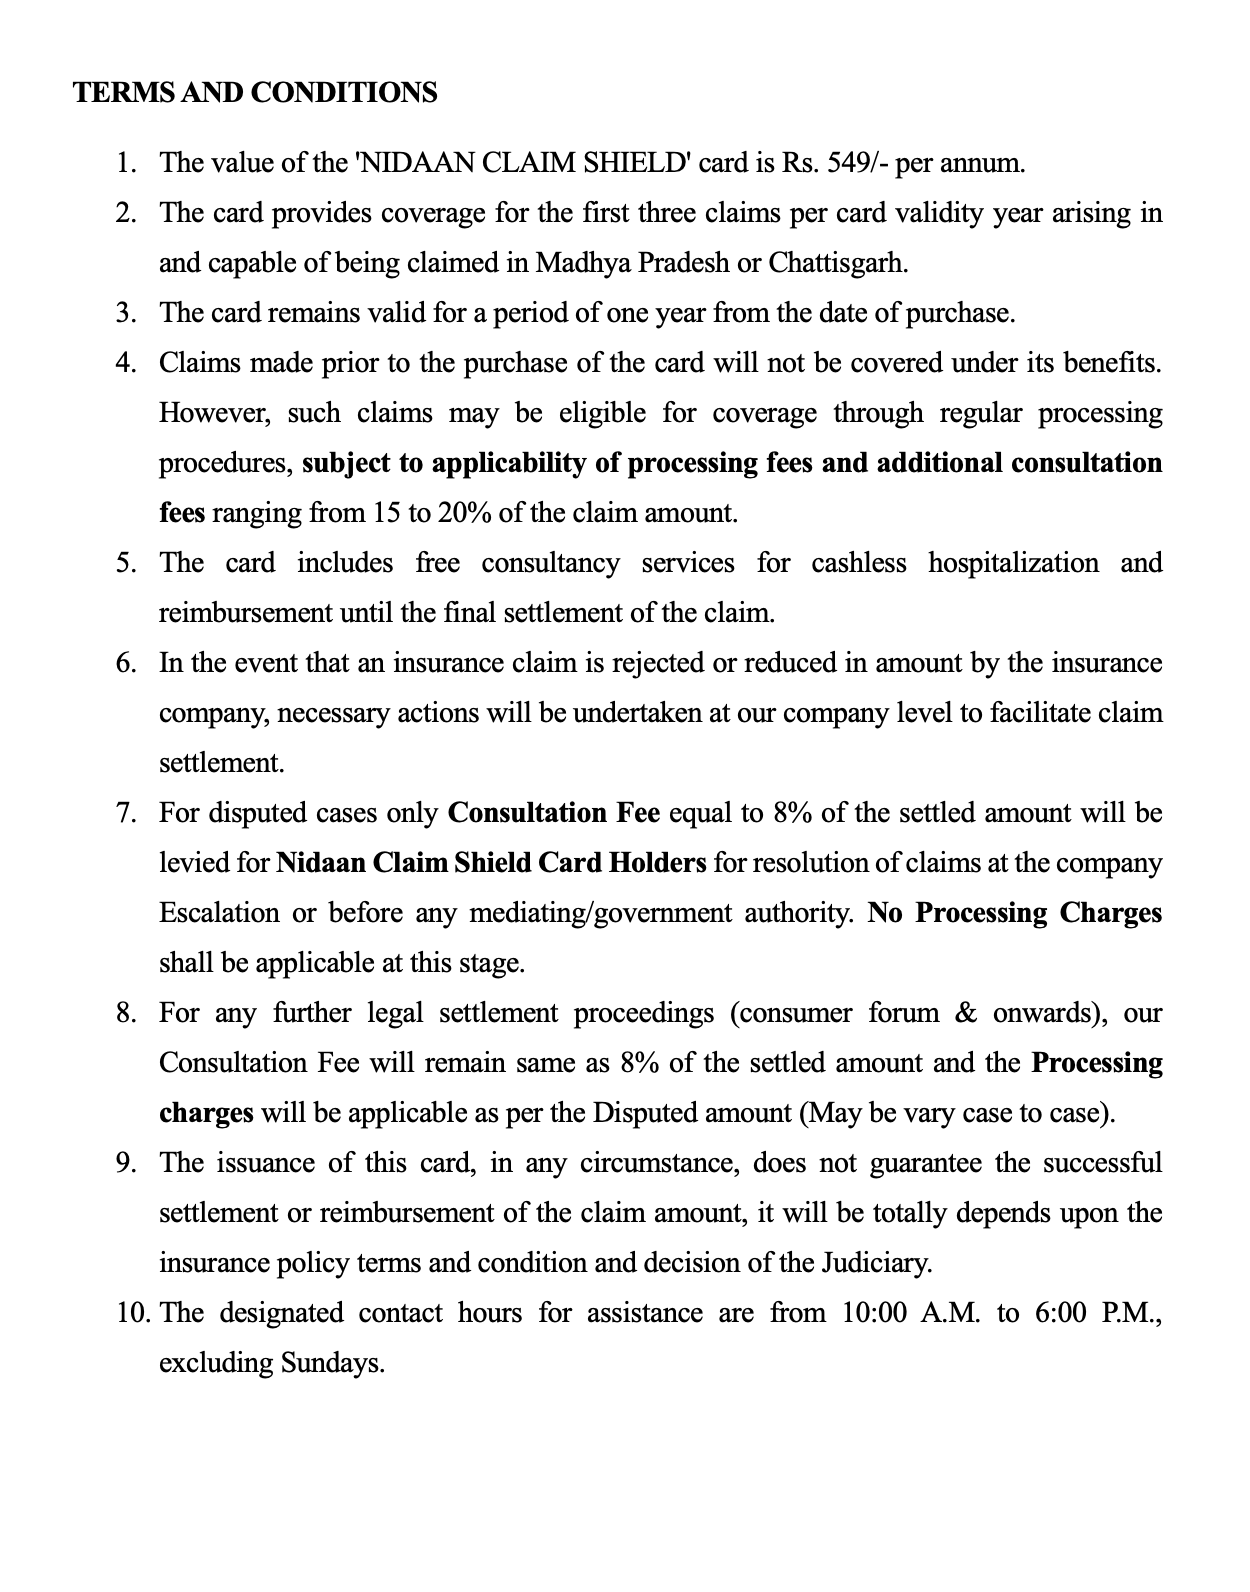 TERMS AND CONDITIONS
1. The value of the 'NIDAAN CLAIM SHIELD' card is Rs. 549/- per annum.
2. The card provides coverage for the first three claims per card validity year arising in
and capable of being claimed in Madhya Pradesh or Chattisgarh.
3. The card remains valid for a period of one year from the date of purchase.
4. Claims made prior to the purchase of the card will not be covered under its benefits.
However, such claims may be eligible for coverage through regular processing
procedures, subject to applicability of processing fees and additional consultation
fees ranging from 15 to 20% of the claim amount.
5. The card includes free consultancy services for cashless hospitalization and
reimbursement until the final settlement of the claim.
6. In the event that an insurance claim is rejected or reduced in amount by the insurance
company, necessary actions will be undertaken at our company level to facilitate claim
settlement.
7. For disputed cases only Consultation Fee equal to 8% of the settled amount will be
levied for Nidaan Claim Shield Card Holders for resolution of claims at the company
Escalation or before any mediating/government authority. No Processing Charges
shall be applicable at this stage.
8. For any further legal settlement proceedings (consumer forum & onwards), our
Consultation Fee will remain same as 8% of the settled amount and the Processing
charges will be applicable as per the Disputed amount (May be vary case to case).
9. The issuance of this card, in any circumstance, does not guarantee the successful
settlement or reimbursement of the claim amount, it will be totally depends upon the
insurance policy terms and condition and decision of the Judiciary.
10. The designated contact hours for assistance are from 10:00 A.M. to 6:00 P.M.,
excluding Sundays.